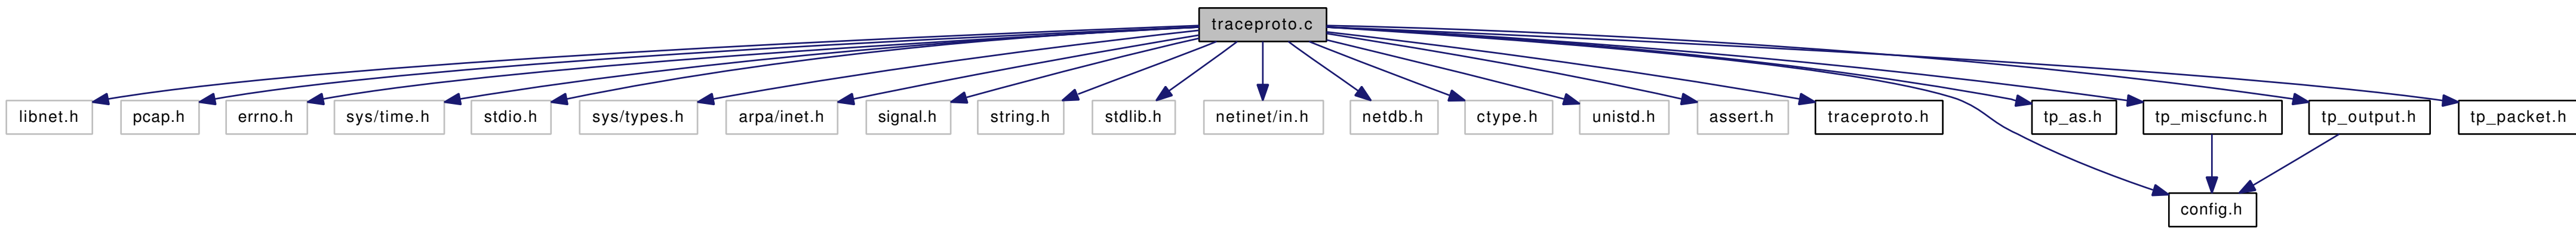 traceproto.c
libnet.h
pcap.h
errno.h
sys/time.h
stdio.h
sys/types.h
arpa/inet.h
signal.h
string.h
stdlib.h
netinet/in.h
netdb.h
ctype.h
unistd.h
assert.h
traceproto.h
tp_as.h
tp_miscfunc.h
tp_output.h
tp_packet.h
config.h